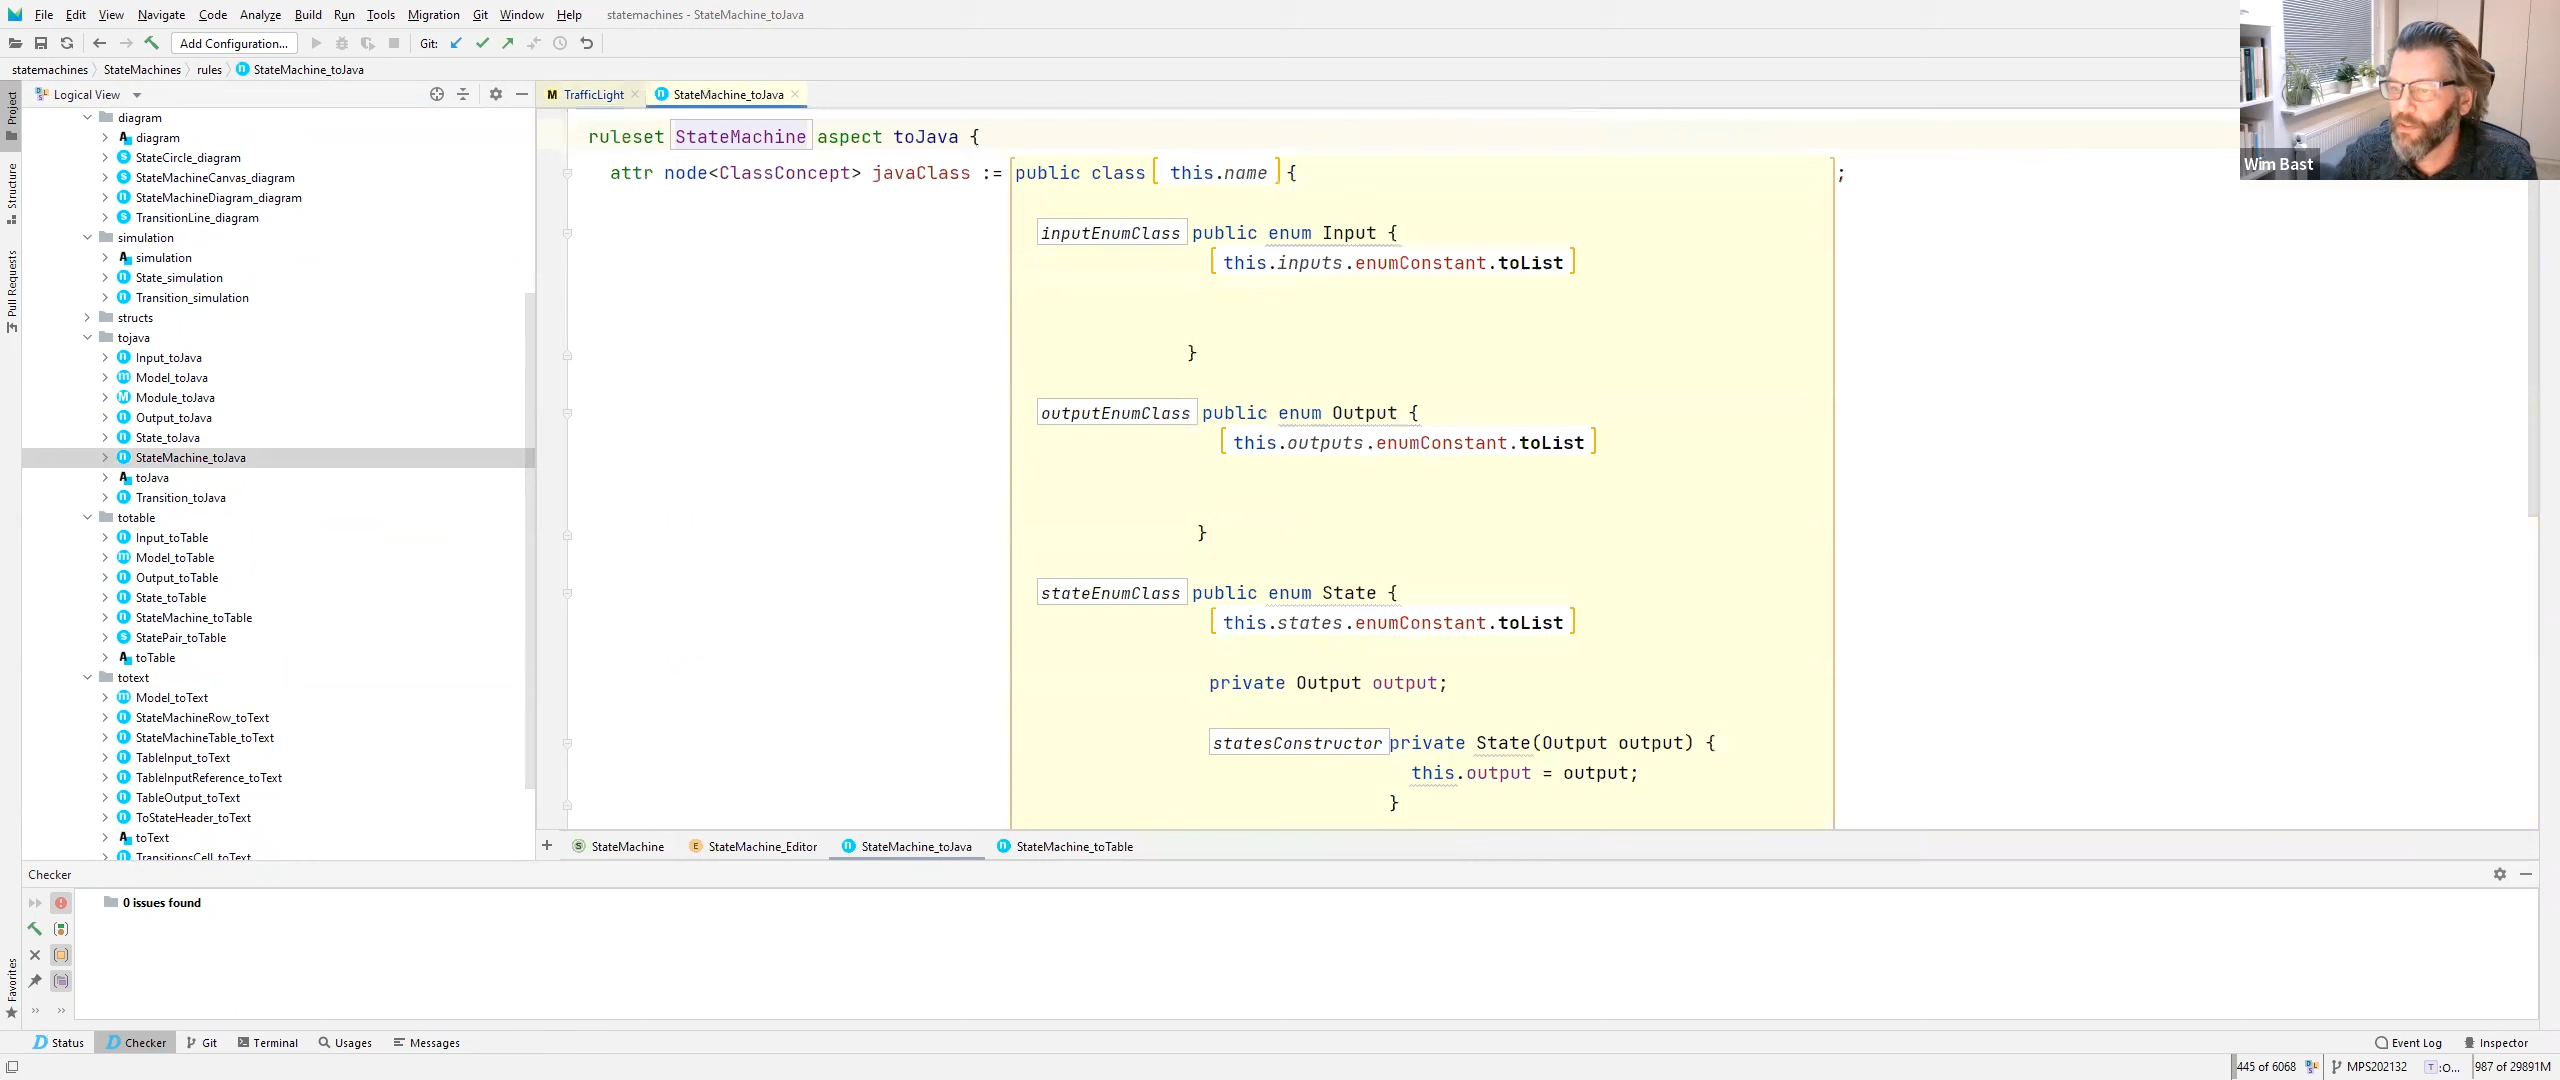 File Edit View Navigate Code Analyze Build Run Tools Migration Git Window Help statemachines - StateMachine_toJava
Add Configuration... Git:
statemachines StateMachines rules StateMachine_toJava
Project
Structure
Pull Requests
Favorites
Logical View
diagram
diagram
StateCircle_diagram
StateMachineCanvas_diagram
StateMachineDiagram_diagram
TransitionLine_diagram
simulation
simulation
State_simulation
Transition_simulation
structs
tojava
Input_toJava
Model_toJava
Module_toJava
Output_toJava
State_toJava
StateMachine_toJava
toJava
Transition_toJava
totable
Input_toTable
Model_toTable
Output_toTable
State_toTable
StateMachine_toTable
StatePair_toTable
toTable
totext
Model_toText
StateMachineRow_toText
StateMachineTable_toText
TableInput_toText
TableInputReference_toText
TableOutput_toText
ToStateHeader_toText
toText
TransitionsCell_toText
TrafficLight StateMachine_toJava
ruleset StateMachine aspect toJava {
attr node<ClassConcept> javaClass := public class [ this.name ] { ;
inputEnumClass public enum Input {
[ this.inputs.enumConstant.toList ]
}
outputEnumClass public enum Output {
[ this.outputs.enumConstant.toList ]
}
stateEnumClass public enum State {
[ this.states.enumConstant.toList ]
private Output output;
statesConstructor private State(Output output) {
this.output = output;
}
StateMachine StateMachine_Editor StateMachine_toJava StateMachine_toTable
Wim Bast
Checker
0 issues found
Status Checker Git Terminal Usages Messages Event Log Inspector
445 of 6068 MPS202132 T :O... 987 of 29891M